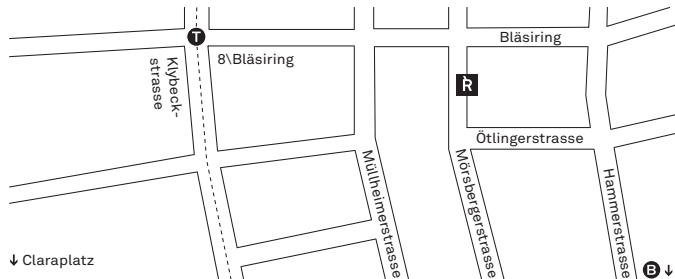 T
Bläsiring
8\Bläsiring
Klybeck-
strasse
R
Ötlingerstrasse
Müllheimerstrasse
Mörsbergerstrasse
Hammerstrasse
↓ Claraplatz
B ↓